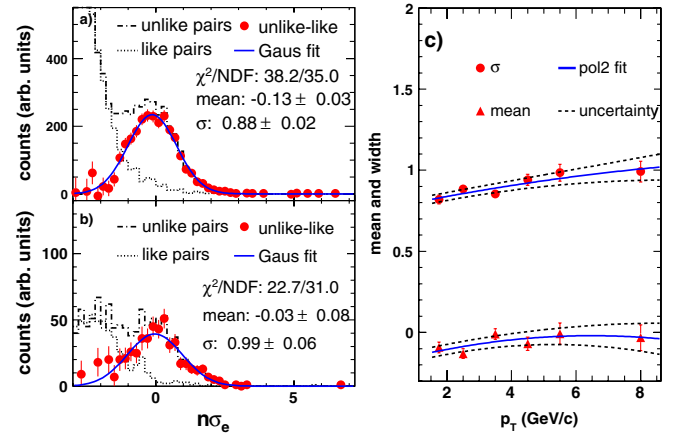 a)
unlike pairs
unlike-like
like pairs
Gaus fit
χ²/NDF: 38.2/35.0
mean: -0.13 ± 0.03
σ: 0.88 ± 0.02
counts (arb. units)
400
200
0
b)
unlike pairs
unlike-like
like pairs
Gaus fit
χ²/NDF: 22.7/31.0
mean: -0.03 ± 0.08
σ: 0.99 ± 0.06
counts (arb. units)
100
50
0
0
5
nσe
c)
σ
pol2 fit
mean
uncertainty
mean and width
2
1.5
1
0.5
0
2
4
6
8
pT (GeV/c)